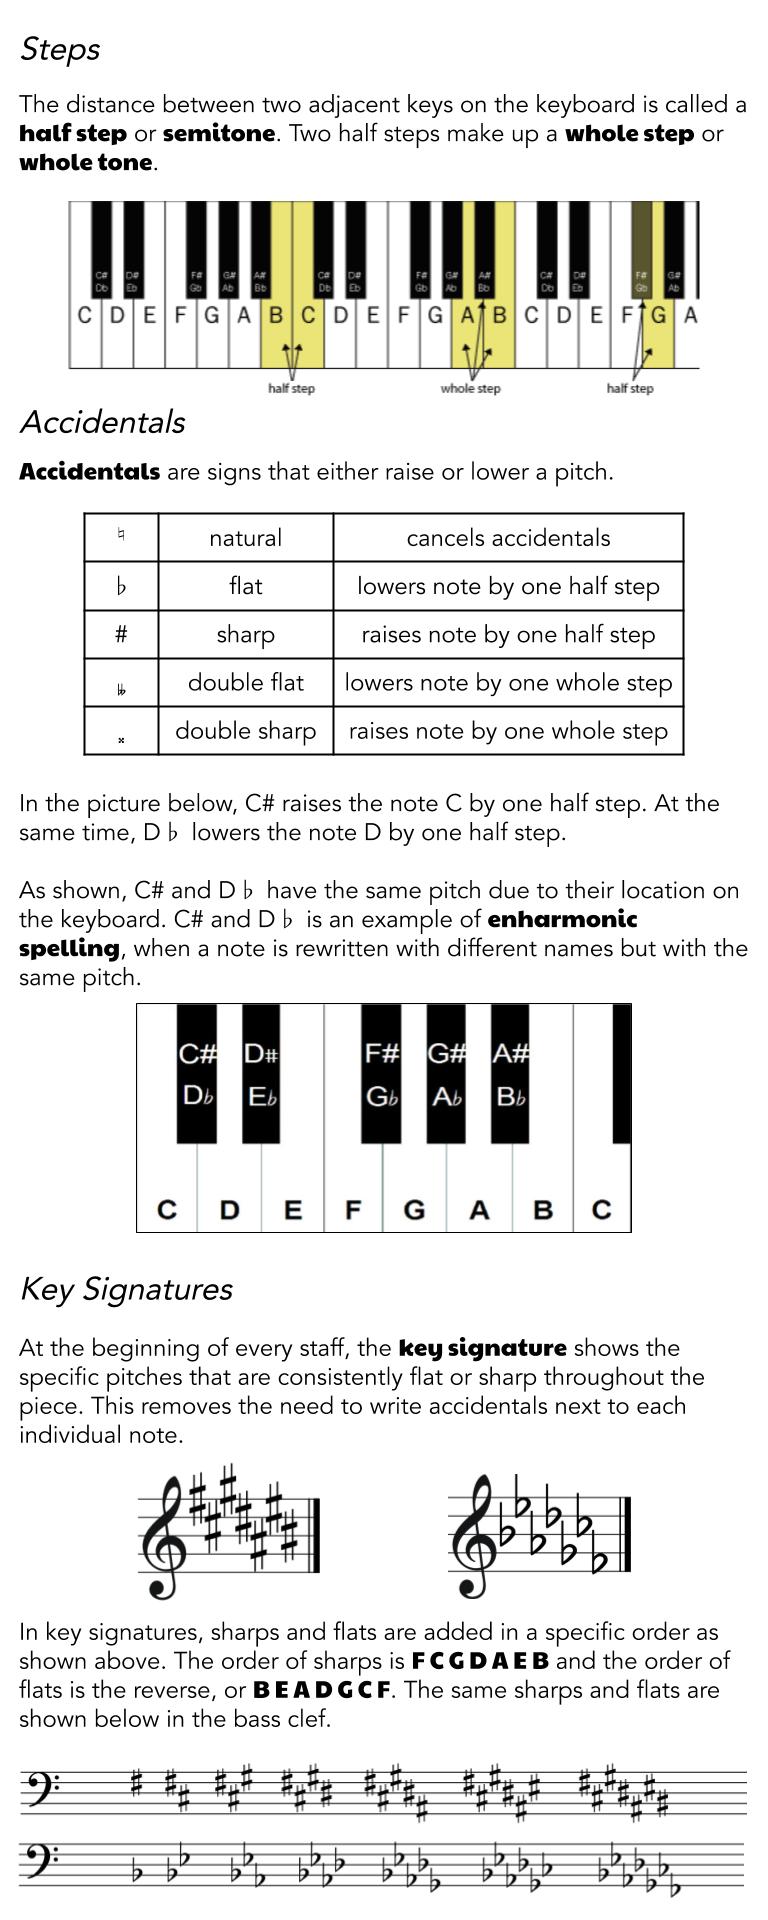 Steps
The distance between two adjacent keys on the keyboard is called a
half step or semitone. Two half steps make up a whole step or
whole tone.
C# D# F# G# A# C# D# F# G# A# C# D# F# G#
Db Eb Gb Ab Bb Db Eb Gb Ab Bb Db Eb Gb Ab
C D E F G A B C D E F G A B C D E F G A
half step whole step half step
Accidentals
Accidentals are signs that either raise or lower a pitch.
♮ natural cancels accidentals
♭ flat lowers note by one half step
# sharp raises note by one half step
𝄫 double flat lowers note by one whole step
𝄪 double sharp raises note by one whole step
In the picture below, C# raises the note C by one half step. At the
same time, D ♭ lowers the note D by one half step.
As shown, C# and D ♭ have the same pitch due to their location on
the keyboard. C# and D ♭ is an example of enharmonic
spelling, when a note is rewritten with different names but with the
same pitch.
C# D# F# G# A#
D♭ E♭ G♭ A♭ B♭
C D E F G A B C
Key Signatures
At the beginning of every staff, the key signature shows the
specific pitches that are consistently flat or sharp throughout the
piece. This removes the need to write accidentals next to each
individual note.
In key signatures, sharps and flats are added in a specific order as
shown above. The order of sharps is F C G D A E B and the order of
flats is the reverse, or B E A D G C F. The same sharps and flats are
shown below in the bass clef.